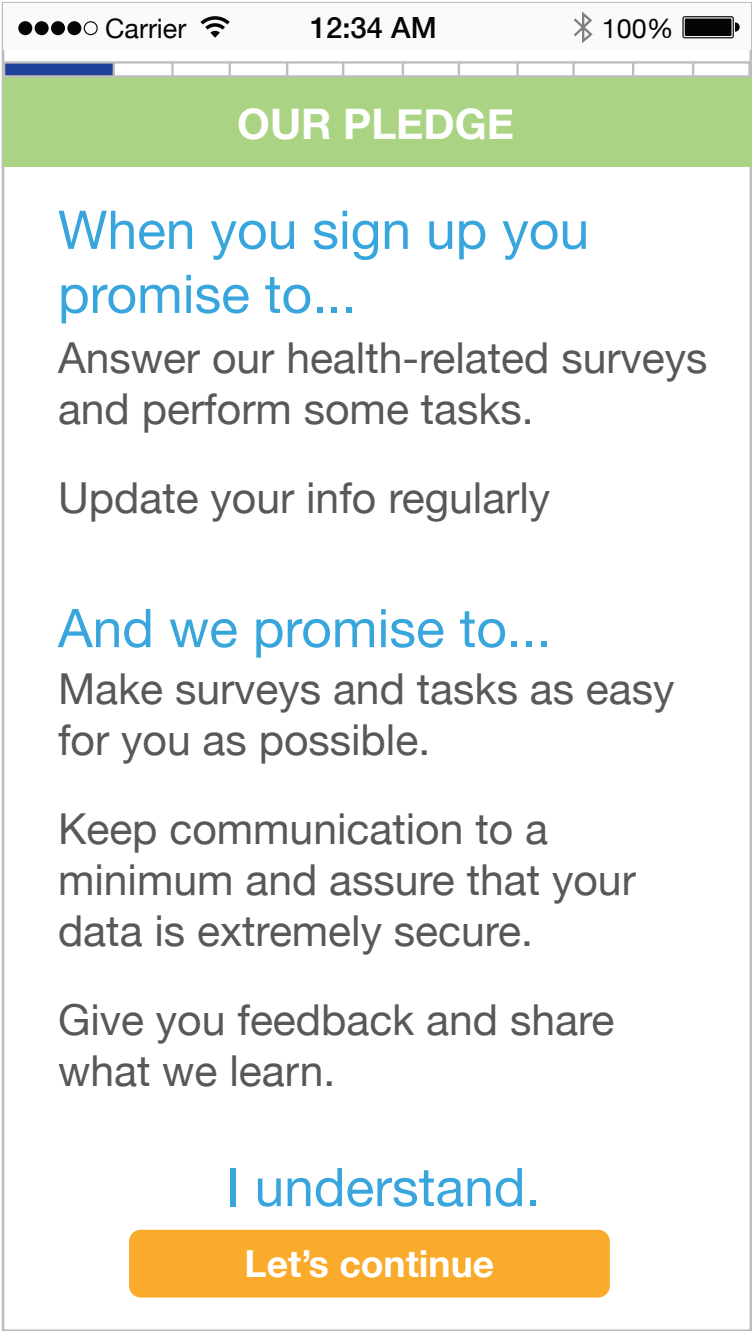 Carrier 12:34 AM 100%
OUR PLEDGE
When you sign up you
promise to...
Answer our health-related surveys
and perform some tasks.
Update your info regularly
And we promise to...
Make surveys and tasks as easy
for you as possible.
Keep communication to a
minimum and assure that your
data is extremely secure.
Give you feedback and share
what we learn.
I understand.
Let’s continue